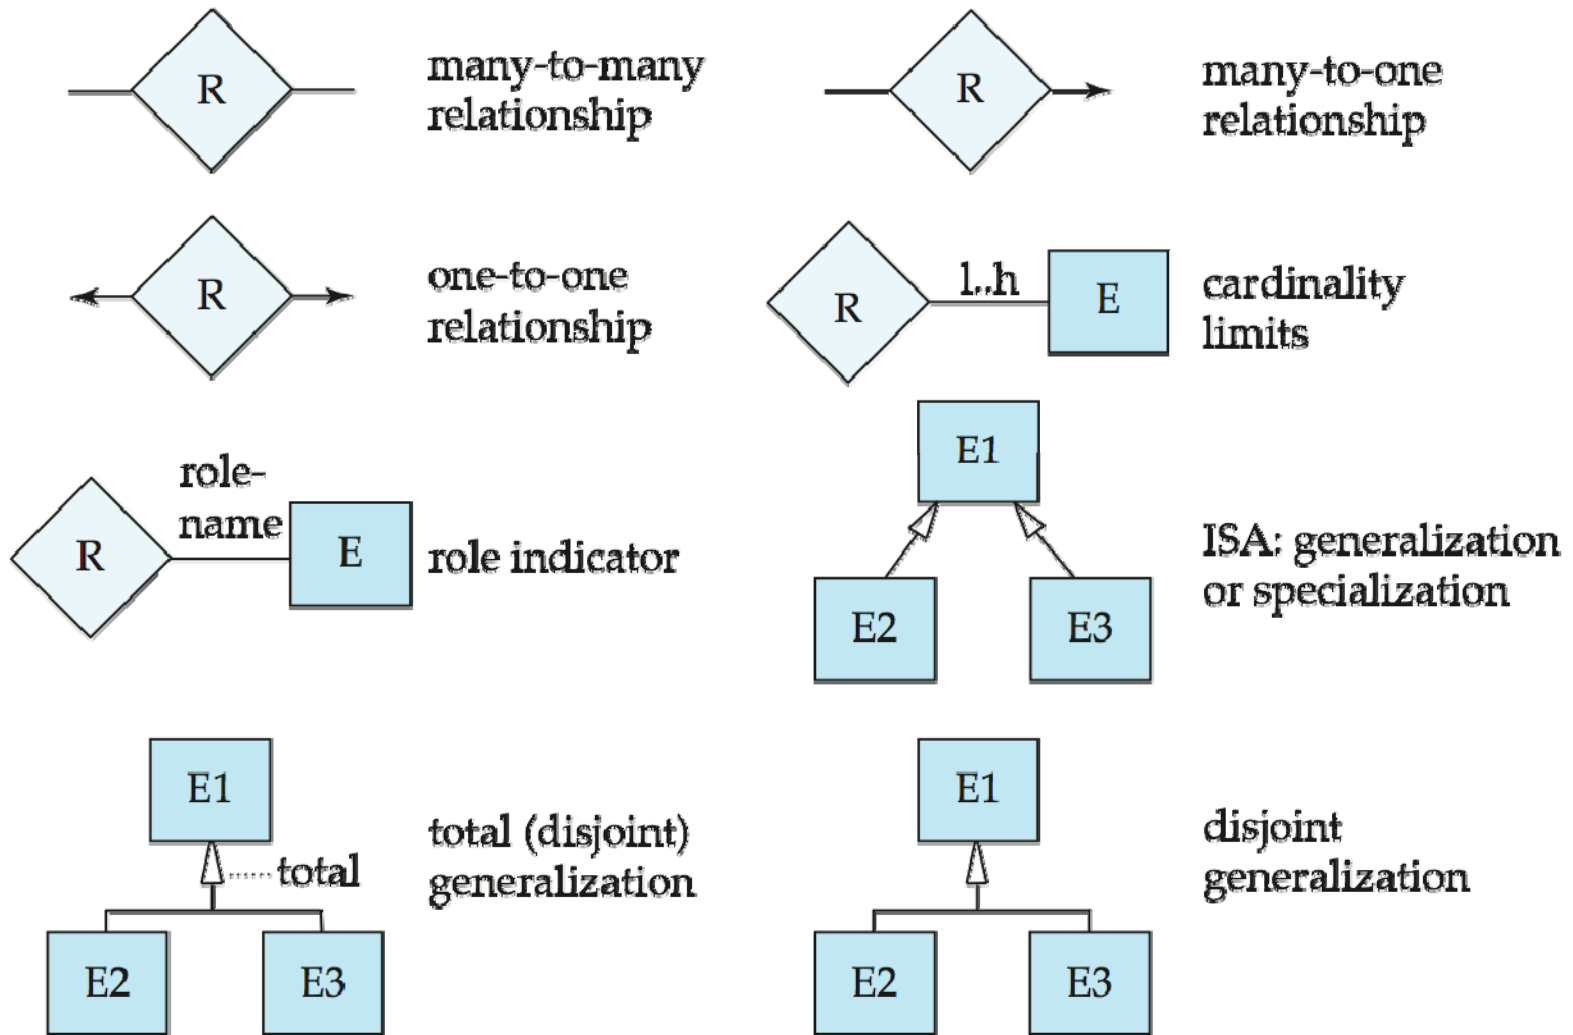 R
many-to-many
relationship
R
many-to-one
relationship
R
one-to-one
relationship
R
l..h
E
cardinality
limits
R
role-
name
E
role indicator
E1
E2
E3
ISA: generalization
or specialization
E1
total
E2
E3
total (disjoint)
generalization
E1
E2
E3
disjoint
generalization